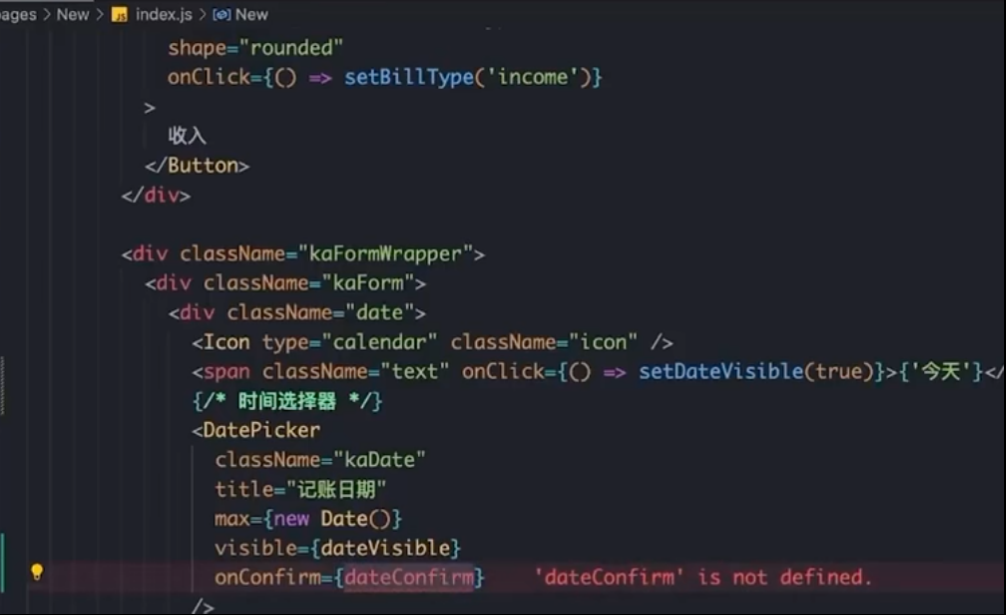 ages > New > JS index.js > New
shape="rounded"
onClick={() => setBillType('income')}
>
收入
</Button>
</div>
<div className="kaFormWrapper">
<div className="kaForm">
<div className="date">
<Icon type="calendar" className="icon" />
<span className="text" onClick={() => setDateVisible(true)}>{'今天'}</
{/* 时间选择器 */}
<DatePicker
className="kaDate"
title="记账日期"
max={new Date()}
visible={dateVisible}
onConfirm={dateConfirm} 'dateConfirm' is not defined.
/>